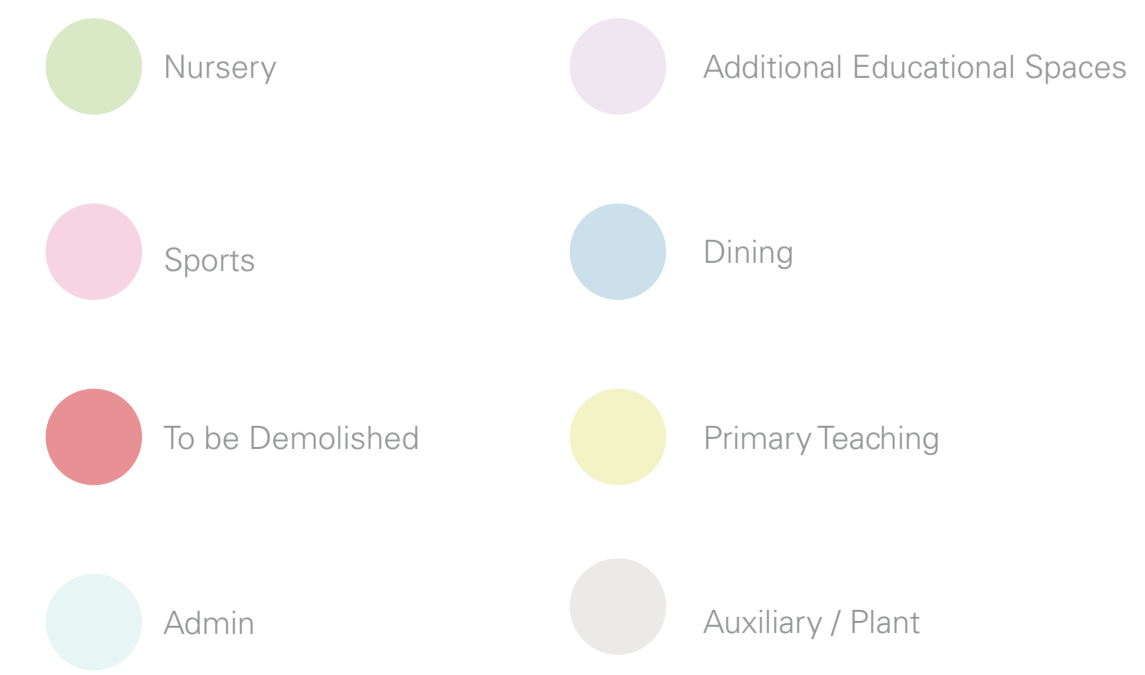 Nursery
Additional Educational Spaces
Sports
Dining
To be Demolished
Primary Teaching
Admin
Auxiliary / Plant